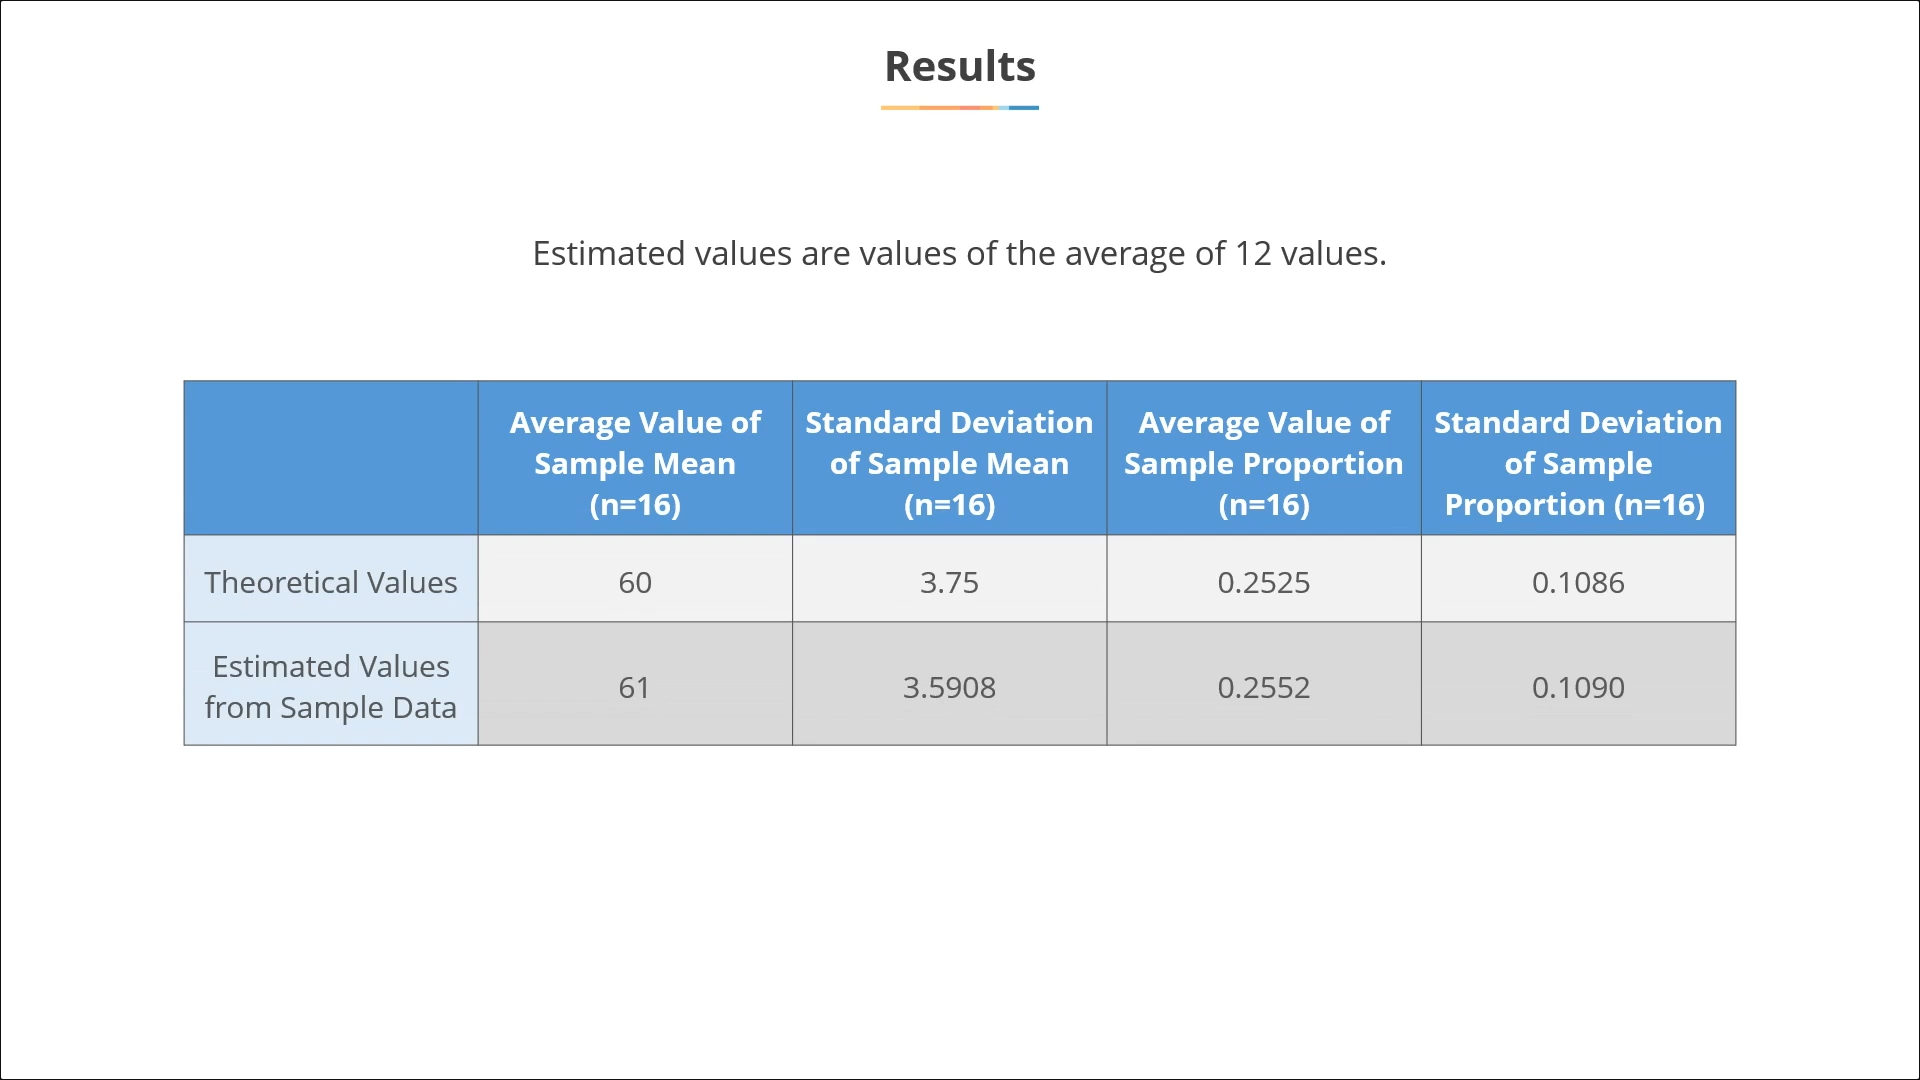 Results
Estimated values are values of the average of 12 values.
Average Value of
Sample Mean
(n=16)
Standard Deviation
of Sample Mean
(n=16)
Average Value of
Sample Proportion
(n=16)
Standard Deviation
of Sample
Proportion (n=16)
Theoretical Values
60
3.75
0.2525
0.1086
Estimated Values
from Sample Data
61
3.5908
0.2552
0.1090